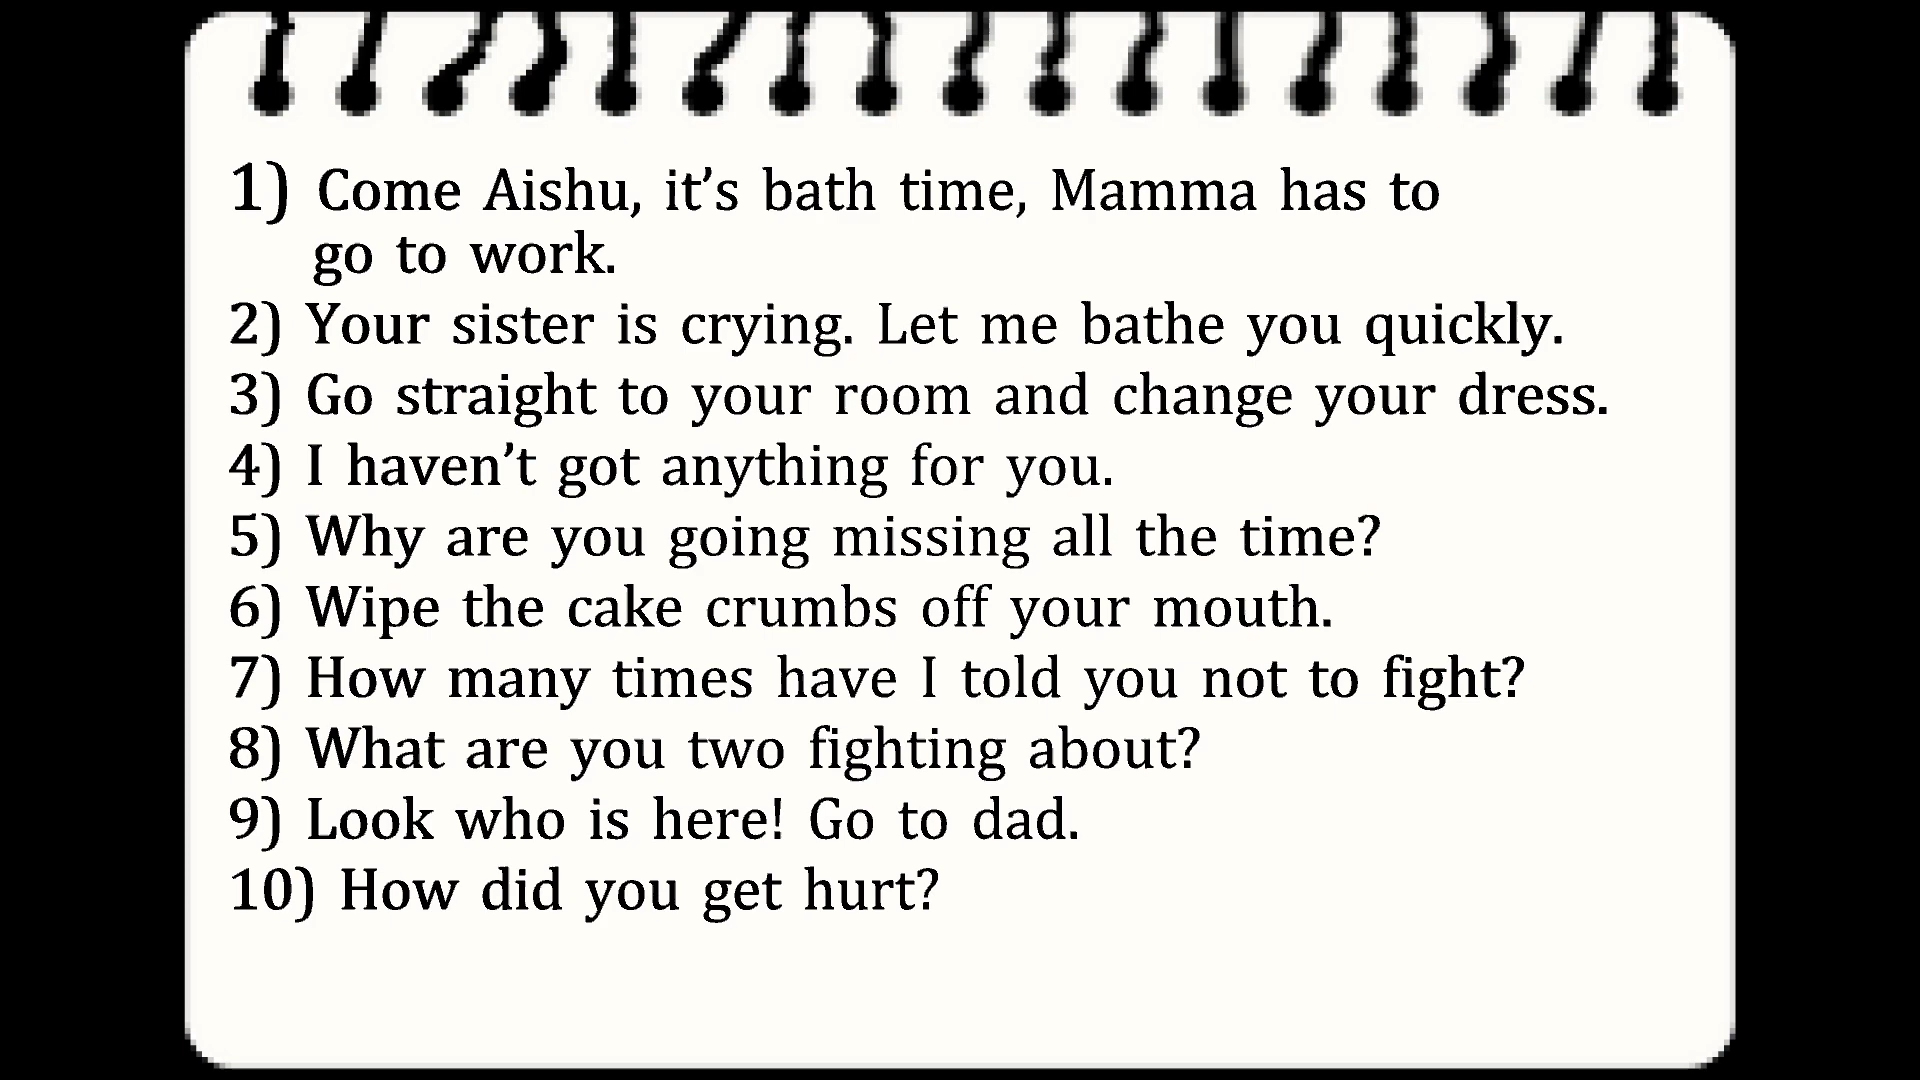 1) Come Aishu, it’s bath time, Mamma has to
go to work.
2) Your sister is crying. Let me bathe you quickly.
3) Go straight to your room and change your dress.
4) I haven’t got anything for you.
5) Why are you going missing all the time?
6) Wipe the cake crumbs off your mouth.
7) How many times have I told you not to fight?
8) What are you two fighting about?
9) Look who is here! Go to dad.
10) How did you get hurt?